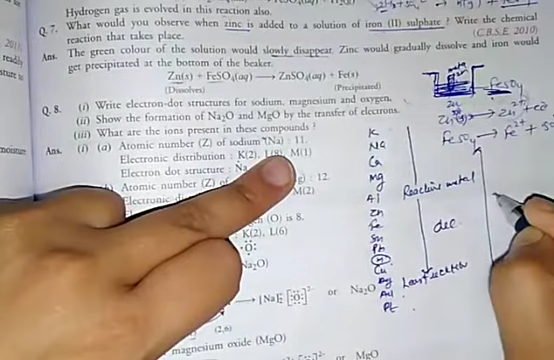 Hydrogen gas is evolved in this reaction also.
Q. 7. What would you observe when zinc is added to a solution of iron (II) sulphate? Write the chemical
reaction that takes place. (C.B.S.E. 2010)
Ans. The green colour of the solution would slowly disappear. Zinc would gradually dissolve and iron would
get precipitated at the bottom of the beaker.
Zn(s) + FeSO4(aq) → ZnSO4(aq) + Fe(s)
(Dissolves) (Precipitated)
Q. 8. (i) Write electron-dot structures for sodium, magnesium and oxygen.
(ii) Show the formation of Na2O and MgO by the transfer of electrons.
(iii) What are the ions present in these compounds?
Ans. (i) (a) Atomic number (Z) of sodium (Na) : 11.
Electronic distribution : K(2), L(8), M(1)
Electron dot structure : Na
Atomic number (Z) of g) : 12.
Electronic di M(2)
(O) is 8.
K(2), L(6)
:Ö:
Na2O)
(2,6)
or Na2O
magnesium oxide (MgO)
or MgO
FeSO4
Zn
K
Na
Ca
Mg
Al
Zn
Fe
Sn
Pb
H
Cu
Ag
Au
Pt
Reactive metal
dec
Least reactive